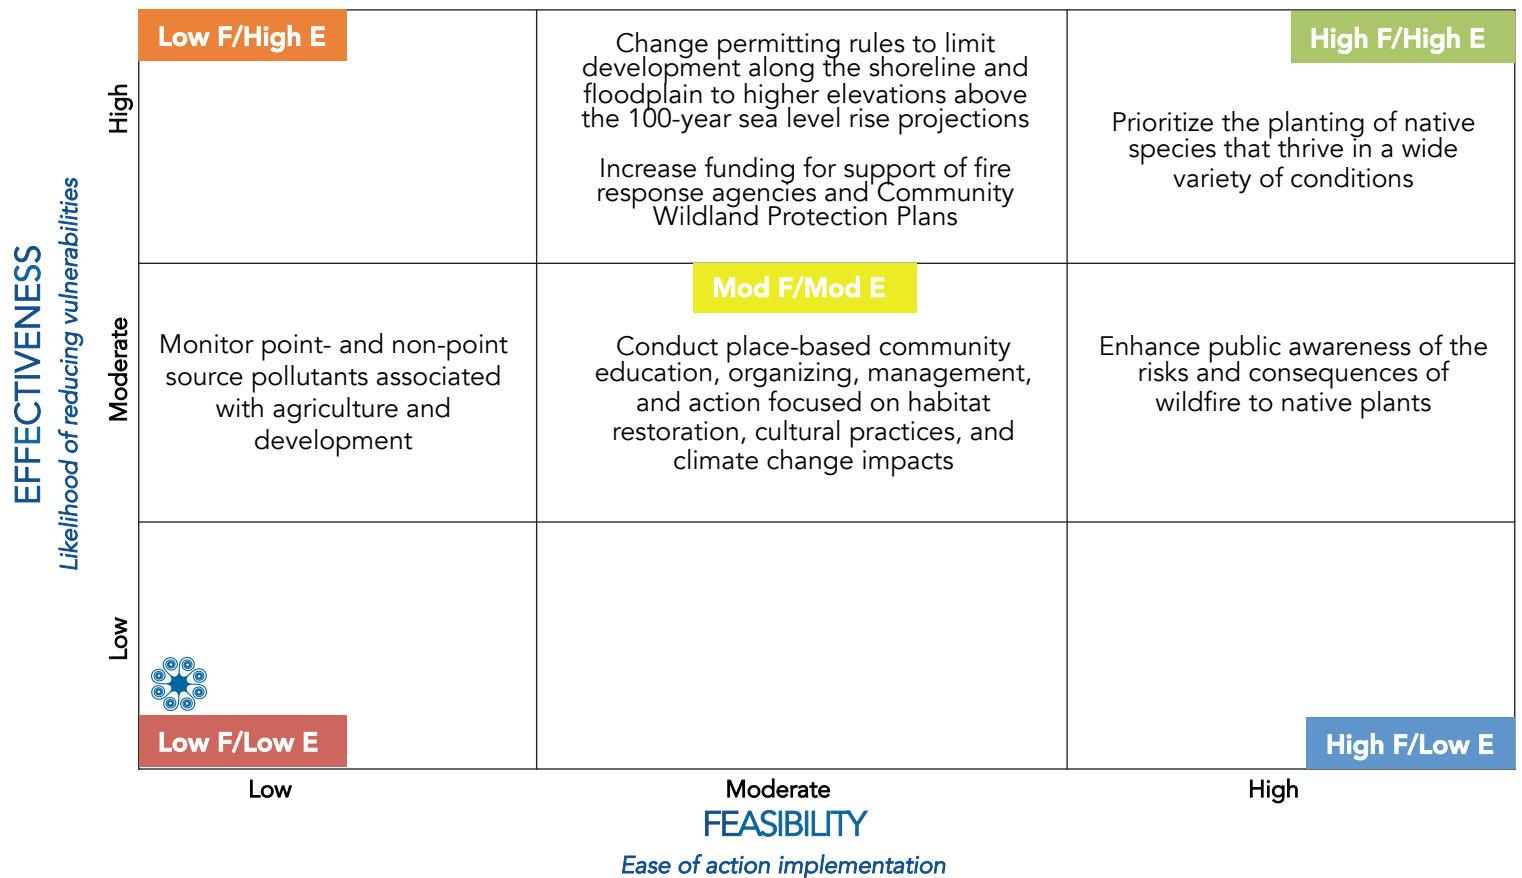 Low F/High E
Change permitting rules to limit
development along the shoreline and
floodplain to higher elevations above
the 100-year sea level rise projections
Increase funding for support of fire
response agencies and Community
Wildland Protection Plans
High F/High E
Prioritize the planting of native
species that thrive in a wide
variety of conditions
High
EFFECTIVENESS
Likelihood of reducing vulnerabilities
Moderate
Monitor point- and non-point
source pollutants associated
with agriculture and
development
Mod F/Mod E
Conduct place-based community
education, organizing, management,
and action focused on habitat
restoration, cultural practices, and
climate change impacts
Enhance public awareness of the
risks and consequences of
wildfire to native plants
Low
Low F/Low E
High F/Low E
Low
Moderate
High
FEASIBILITY
Ease of action implementation